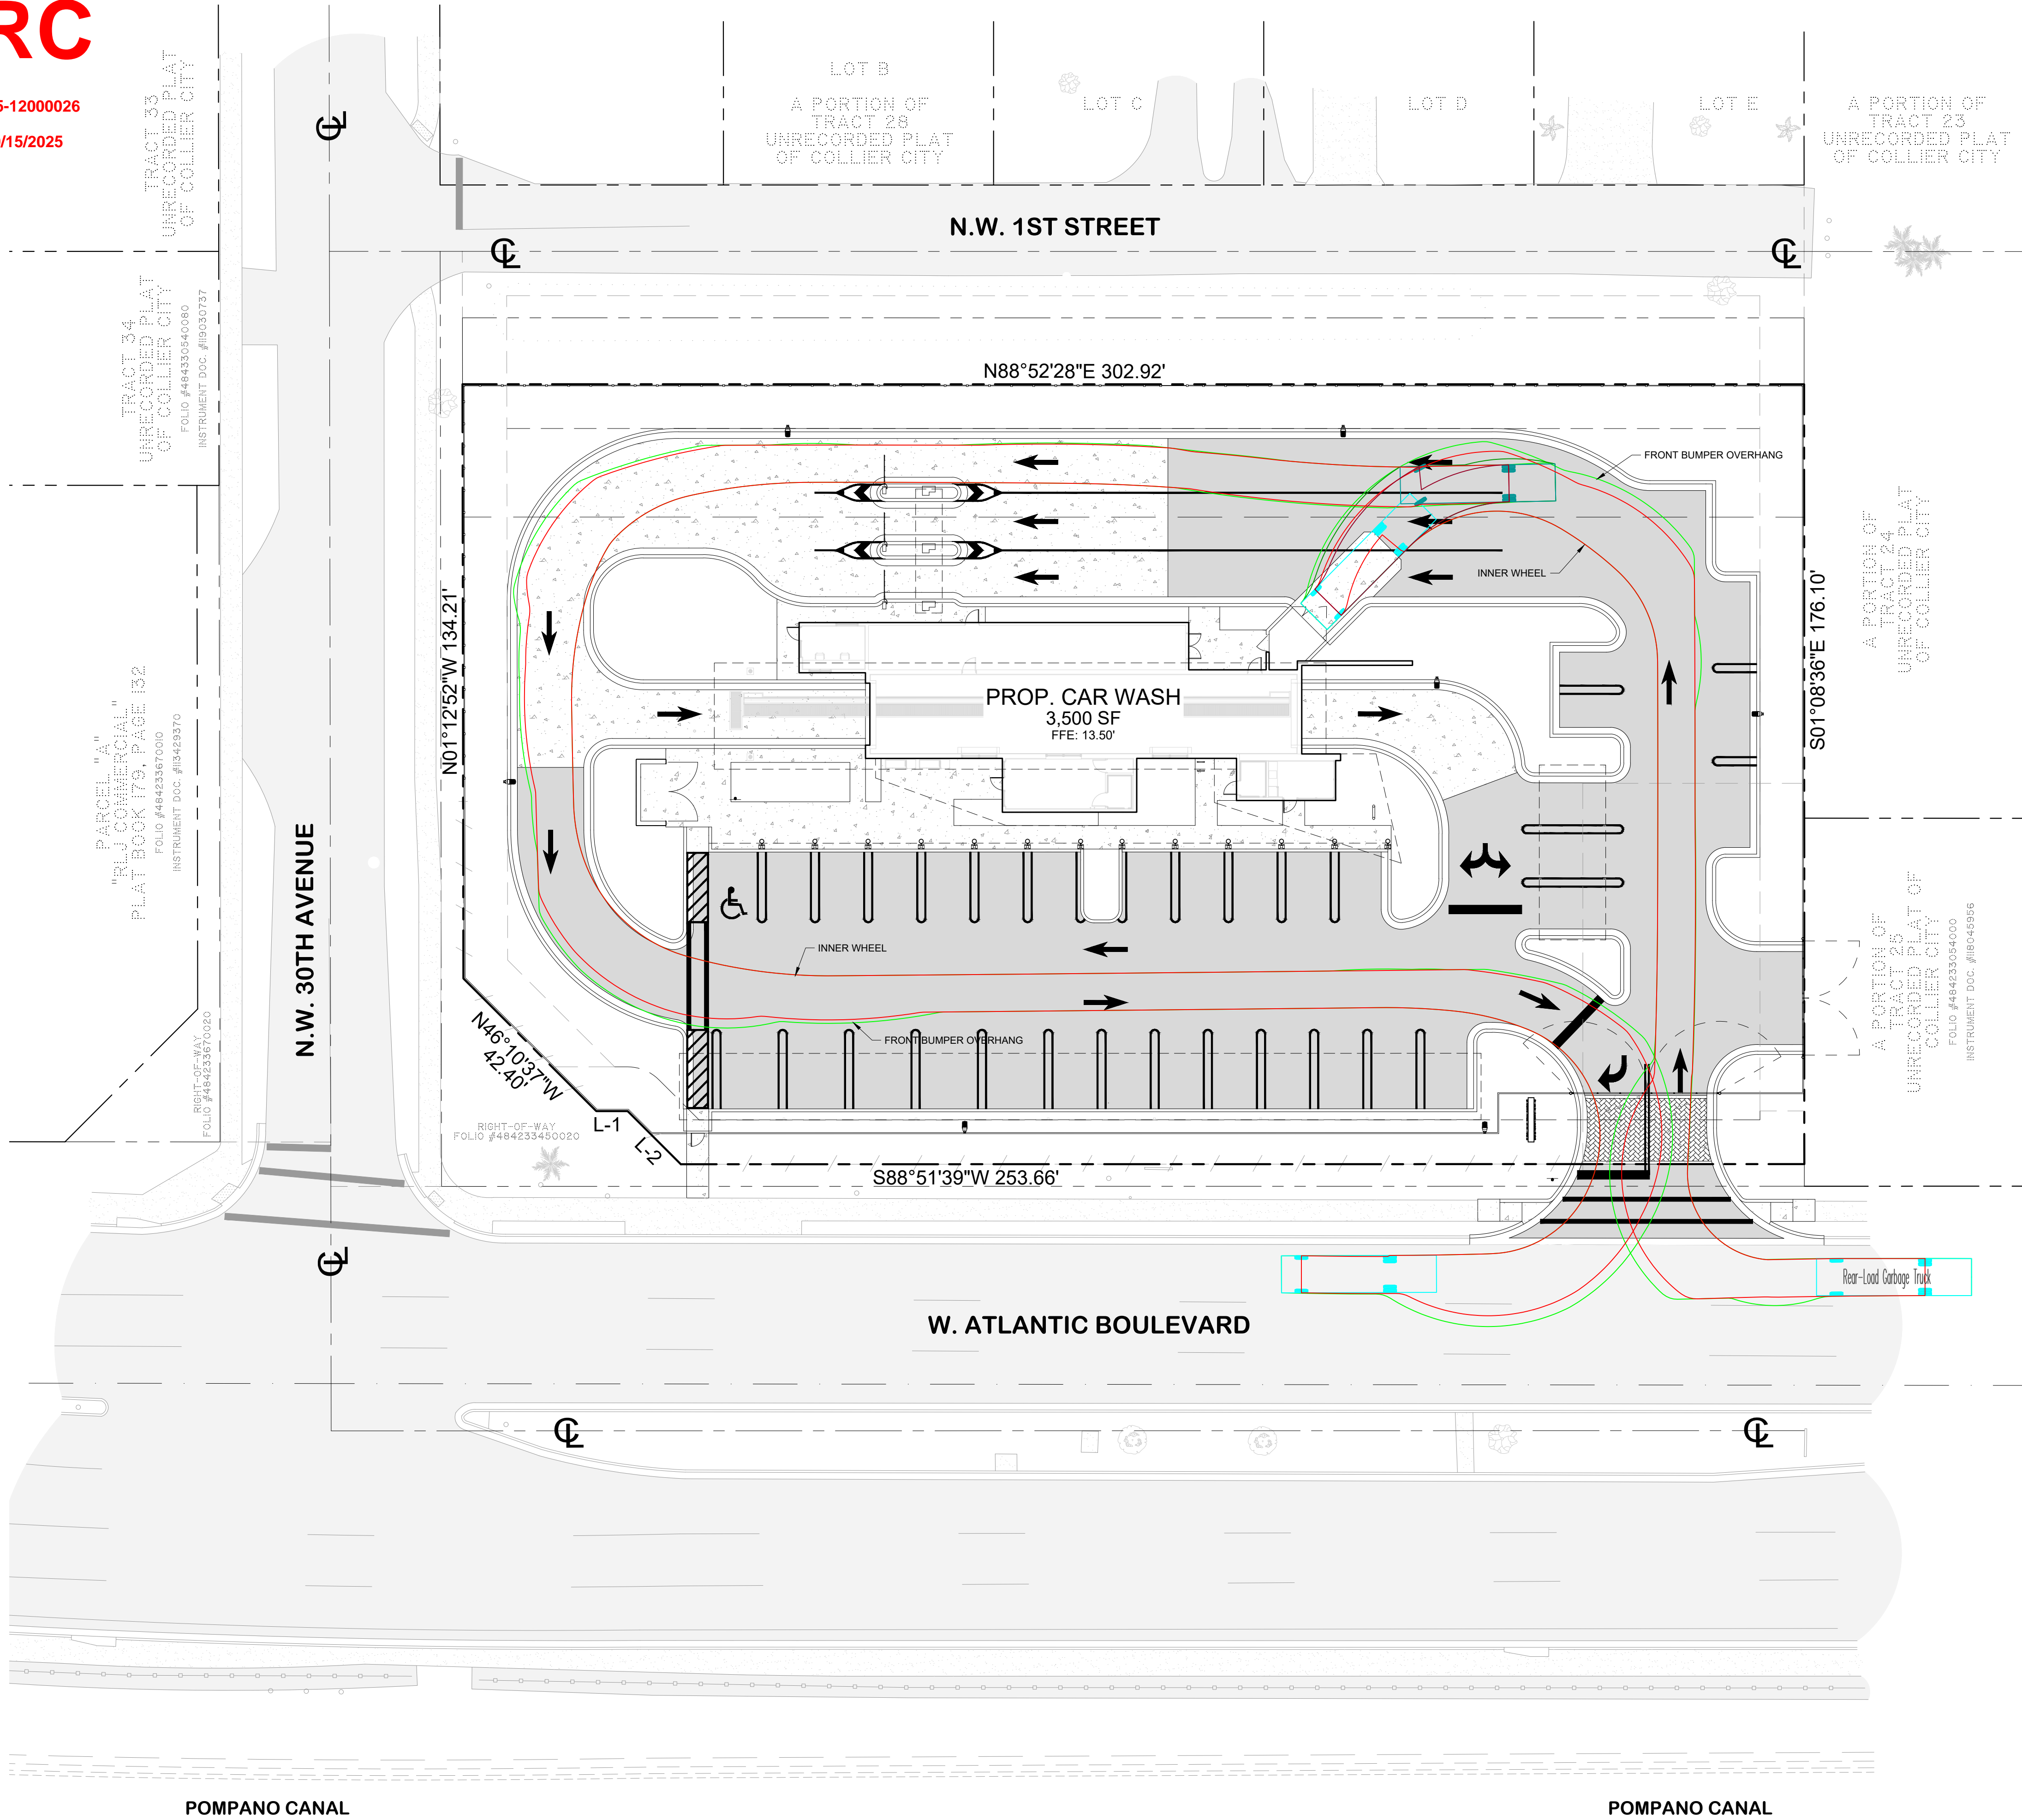 RC
5-12000026
/15/2025
TRACT 33
UNRECORDED PLAT
OF COLLIER CITY
LOT B
A PORTION OF
TRACT 28
UNRECORDED PLAT
OF COLLIER CITY
LOT C
LOT D
LOT E
A PORTION OF
TRACT 23
UNRECORDED PLAT
OF COLLIER CITY
N.W. 1ST STREET
TRACT 34
UNRECORDED PLAT
OF COLLIER CITY
FOLIO #484330540080
INSTRUMENT DOC. #119030737
N88°52'28"E 302.92'
FRONT BUMPER OVERHANG
INNER WHEEL
N01°12'52"W 134.21'
S01°08'36"E 176.10'
A PORTION OF
TRACT 24
UNRECORDED PLAT
OF COLLIER CITY
PROP. CAR WASH
3,500 SF
FFE: 13.50'
PARCEL "A"
"RLJ COMMERCIAL"
PLAT BOOK 179, PAGE 132
FOLIO #484233670010
INSTRUMENT DOC. #113429370
N.W. 30TH AVENUE
INNER WHEEL
FRONT BUMPER OVERHANG
A PORTION OF
TRACT 25
UNRECORDED PLAT OF
COLLIER CITY
FOLIO #484233054000
INSTRUMENT DOC. #118045956
RIGHT-OF-WAY
FOLIO #484233670020
N46°10'37"W
42.40'
L-1
L-2
RIGHT-OF-WAY
FOLIO #484233450020
S88°51'39"W 253.66'
Rear-Load Garbage Truck
W. ATLANTIC BOULEVARD
POMPANO CANAL
POMPANO CANAL